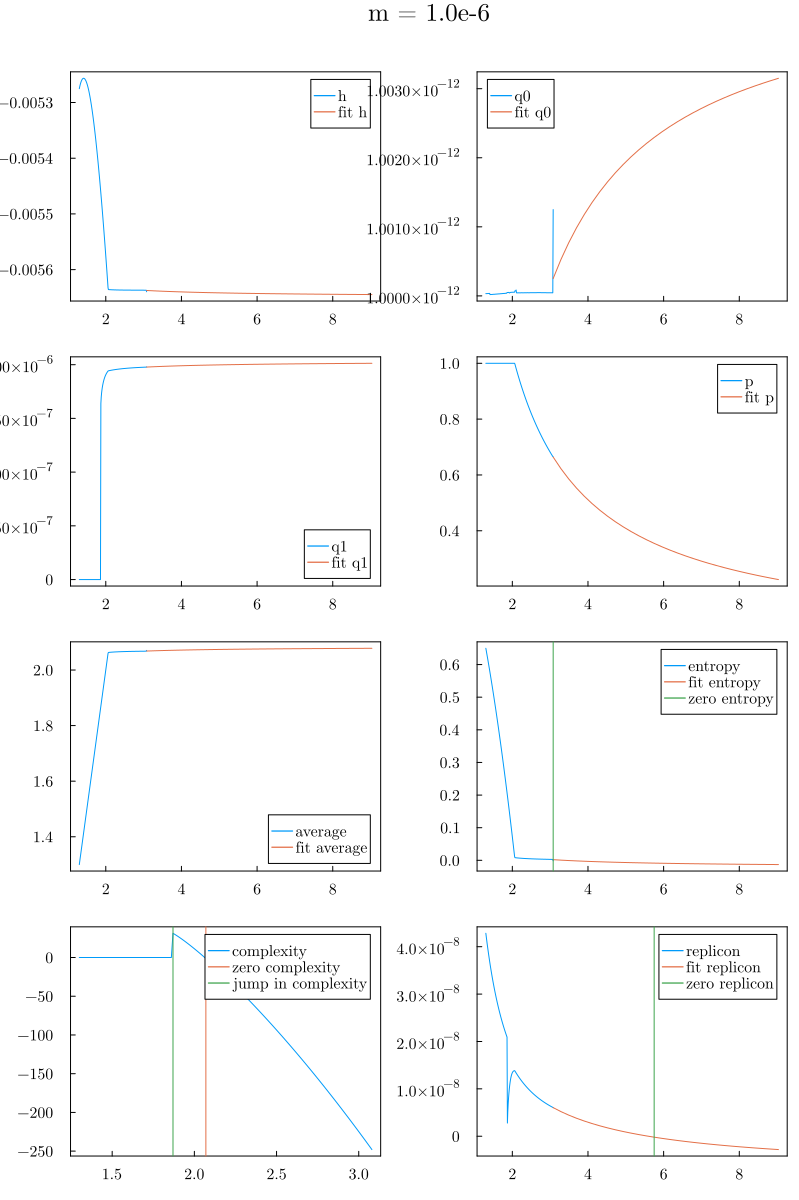 m = 1.0e-6
h
fit h
−0.0053
−0.0054
−0.0055
−0.0056
2 4 6 8
q0
fit q0
1.0030×10⁻¹²
1.0020×10⁻¹²
1.0010×10⁻¹²
1.0000×10⁻¹²
2 4 6 8
q1
fit q1
0
2 4 6 8
p
fit p
1.0
0.8
0.6
0.4
2 4 6 8
average
fit average
2.0
1.8
1.6
1.4
2 4 6 8
entropy
fit entropy
zero entropy
0.6
0.5
0.4
0.3
0.2
0.1
0.0
2 4 6 8
complexity
zero complexity
jump in complexity
0
−50
−100
−150
−200
−250
1.5 2.0 2.5 3.0
replicon
fit replicon
zero replicon
4.0×10⁻⁸
3.0×10⁻⁸
2.0×10⁻⁸
1.0×10⁻⁸
0
2 4 6 8